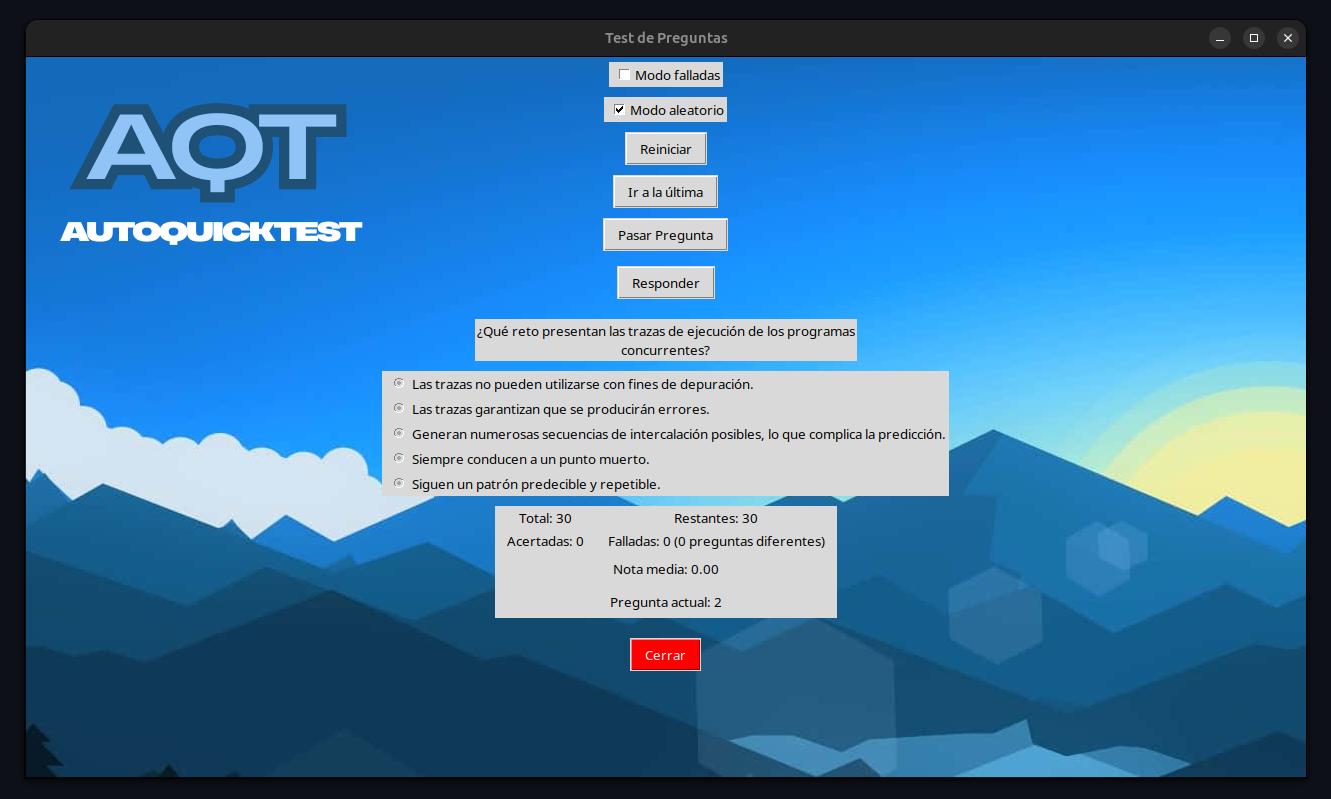 Test de Preguntas
AQT
AUTOQUICKTEST
Modo falladas
Modo aleatorio
Reiniciar
Ir a la última
Pasar Pregunta
Responder
¿Qué reto presentan las trazas de ejecución de los programas
concurrentes?
Las trazas no pueden utilizarse con fines de depuración.
Las trazas garantizan que se producirán errores.
Generan numerosas secuencias de intercalación posibles, lo que complica la predicción.
Siempre conducen a un punto muerto.
Siguen un patrón predecible y repetible.
Total: 30 Restantes: 30
Acertadas: 0 Falladas: 0 (0 preguntas diferentes)
Nota media: 0.00
Pregunta actual: 2
Cerrar